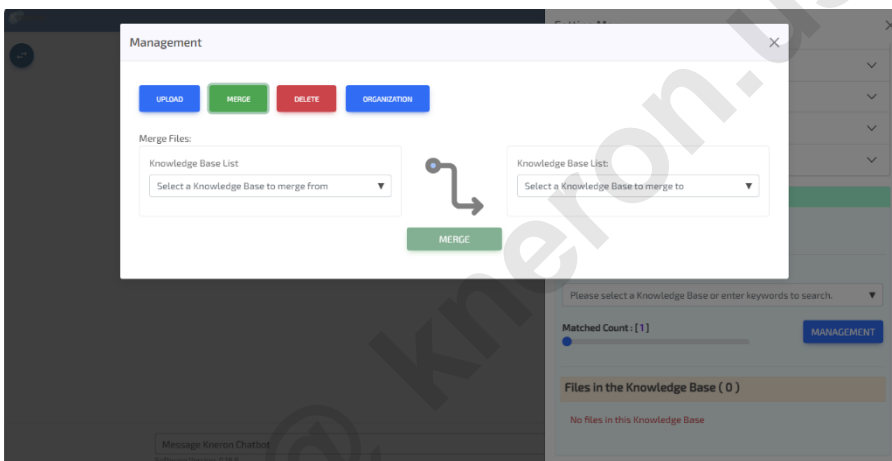 Management
UPLOAD MERGE DELETE ORGANIZATION
Merge Files:
Knowledge Base List
Select a Knowledge Base to merge from
Knowledge Base List:
Select a Knowledge Base to merge to
MERGE
Please select a Knowledge Base or enter keywords to search.
Matched Count : [ 1 ]
MANAGEMENT
Files in the Knowledge Base ( 0 )
No files in this Knowledge Base
Message Kneron Chatbot
@ kneron.us